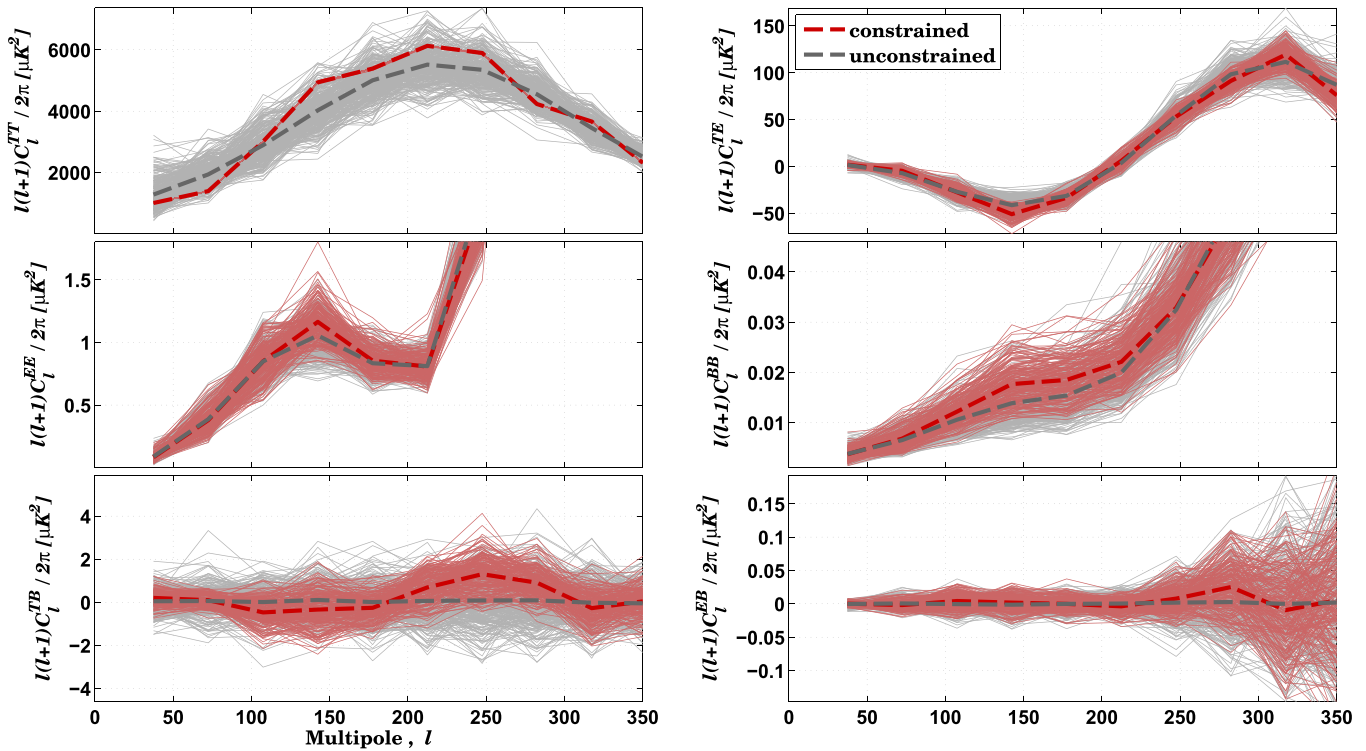 l(l+1)C_l^{TT} / 2π [μK²]
6000
4000
2000
l(l+1)C_l^{TE} / 2π [μK²]
150
100
50
0
−50
constrained
unconstrained
l(l+1)C_l^{EE} / 2π [μK²]
1.5
1
0.5
l(l+1)C_l^{BB} / 2π [μK²]
0.04
0.03
0.02
0.01
l(l+1)C_l^{TB} / 2π [μK²]
4
2
0
−2
−4
0 50 100 150 200 250 300 350
Multipole , l
l(l+1)C_l^{EB} / 2π [μK²]
0.15
0.1
0.05
0
−0.05
−0.1
0 50 100 150 200 250 300 350